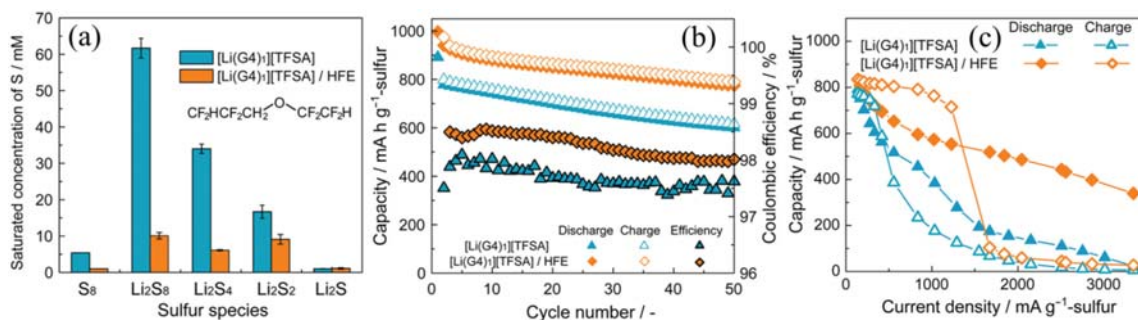 (a)
Saturated concentration of S / mM
70
60
50
40
30
20
10
0
[Li(G4)₁][TFSA]
[Li(G4)₁][TFSA] / HFE
CF₂HCF₂CH₂OCF₂CF₂H
S₈ Li₂S₈ Li₂S₄ Li₂S₂ Li₂S
Sulfur species
(b)
Capacity / mA h g⁻¹-sulfur
1000
800
600
400
200
0
Coulombic efficiency / %
100
99
98
97
96
Discharge Charge Efficiency
[Li(G4)₁][TFSA]
[Li(G4)₁][TFSA] / HFE
0 10 20 30 40 50
Cycle number / -
(c)
Discharge Charge
[Li(G4)₁][TFSA]
[Li(G4)₁][TFSA] / HFE
Capacity / mA h g⁻¹-sulfur
1000
800
600
400
200
0
0 1000 2000 3000
Current density / mA g⁻¹-sulfur